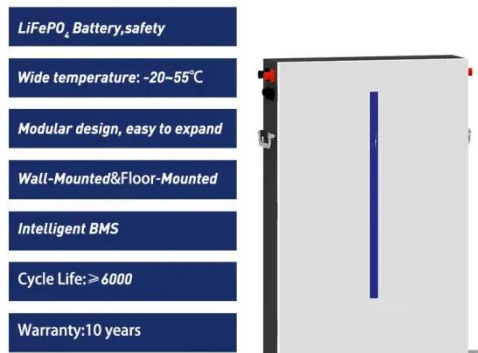 LiFePO₄ Battery,safety
Wide temperature: -20~55℃
Modular design, easy to expand
Wall-Mounted&Floor-Mounted
Intelligent BMS
Cycle Life:≥6000
Warranty:10 years